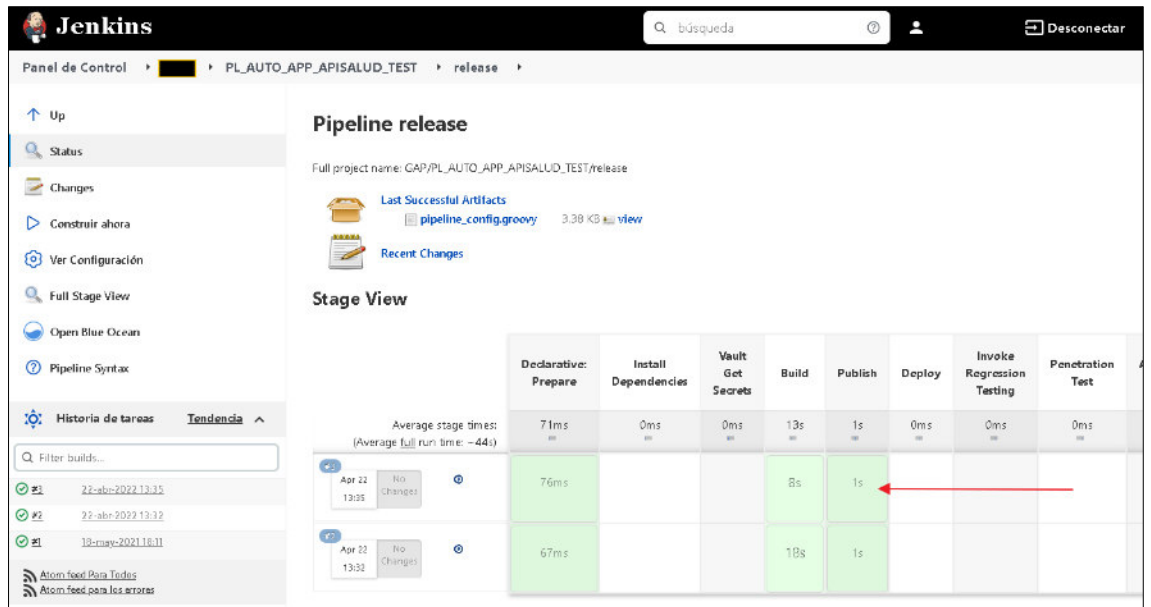 Jenkins
búsqueda
Desconectar
Panel de Control
PL_AUTO_APP_APISALUD_TEST
release
Up
Status
Changes
Construir ahora
Ver Configuración
Full Stage View
Open Blue Ocean
Pipeline Syntax
Historia de tareas Tendencia
Filter builds...
#3 22-abr-2022 13:35
#2 22-abr-2022 13:32
#1 18-may-2021 18:11
Atom feed Para Todos
Atom feed para los errores
Pipeline release
Full project name: GAP/PL_AUTO_APP_APISALUD_TEST/release
Last Successful Artifacts
pipeline_config.groovy 3.38 KB view
Recent Changes
Stage View
Declarative: Prepare
Install Dependencies
Vault Get Secrets
Build
Publish
Deploy
Invoke Regression Testing
Penetration Test
Average stage times: 71ms 0ms 0ms 13s 1s 0ms 0ms 0ms
(Average full run time: ~44s)
#3
Apr 22 13:35
No Changes
76ms 8s 1s
Apr 22 13:32
No Changes
67ms 18s 1s